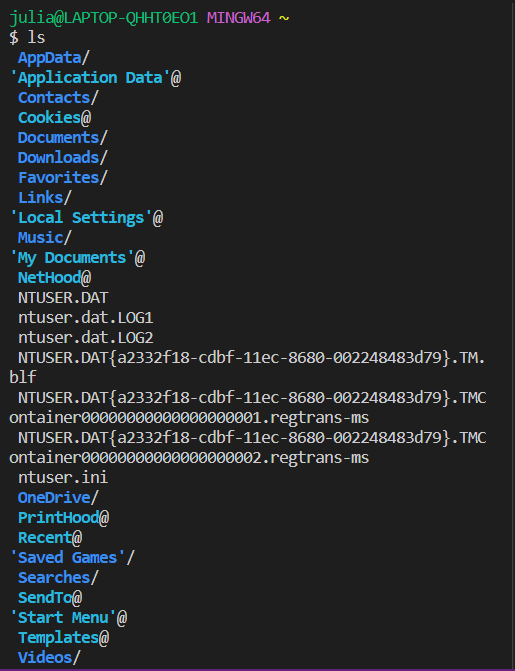 julia@LAPTOP-QHHT0EO1 MINGW64 ~
$ ls
 AppData/
'Application Data'@
 Contacts/
 Cookies@
 Documents/
 Downloads/
 Favorites/
 Links/
'Local Settings'@
 Music/
'My Documents'@
 NetHood@
 NTUSER.DAT
 ntuser.dat.LOG1
 ntuser.dat.LOG2
 NTUSER.DAT{a2332f18-cdbf-11ec-8680-002248483d79}.TM.
blf
 NTUSER.DAT{a2332f18-cdbf-11ec-8680-002248483d79}.TMC
ontainer00000000000000000001.regtrans-ms
 NTUSER.DAT{a2332f18-cdbf-11ec-8680-002248483d79}.TMC
ontainer00000000000000000002.regtrans-ms
 ntuser.ini
 OneDrive/
 PrintHood@
 Recent@
'Saved Games'/
 Searches/
 SendTo@
'Start Menu'@
 Templates@
 Videos/